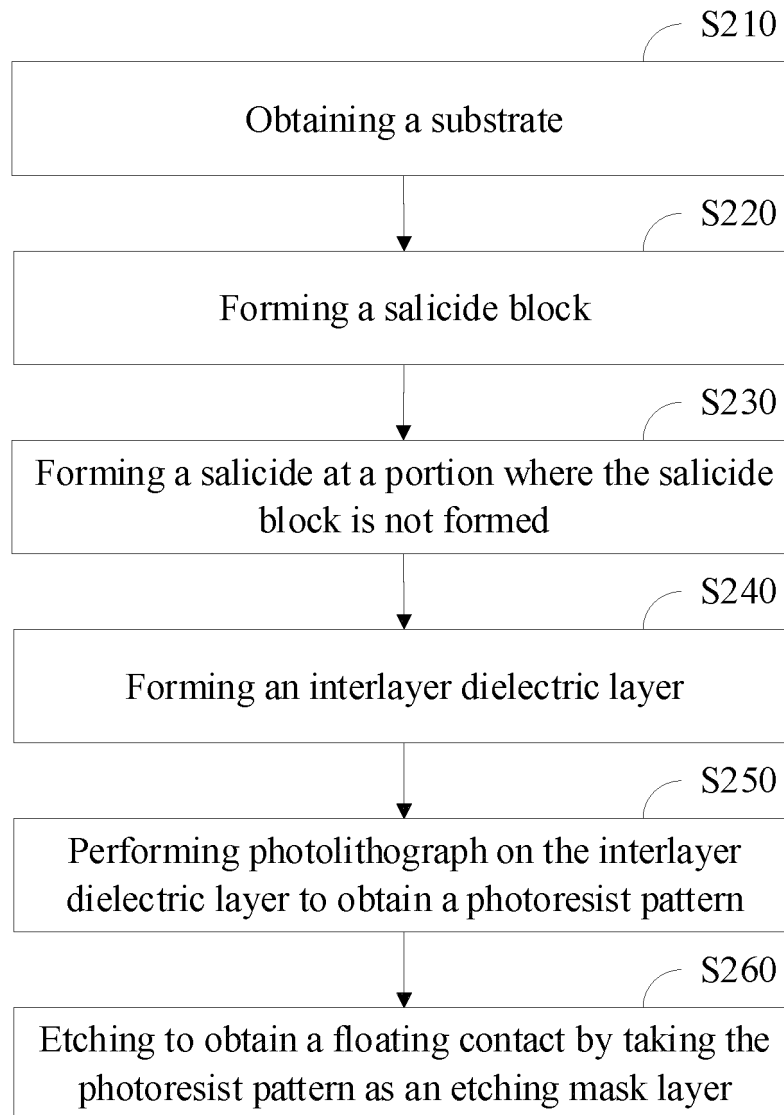 S210
Obtaining a substrate
S220
Forming a salicide block
S230
Forming a salicide at a portion where the salicide
block is not formed
S240
Forming an interlayer dielectric layer
S250
Performing photolithograph on the interlayer
dielectric layer to obtain a photoresist pattern
S260
Etching to obtain a floating contact by taking the
photoresist pattern as an etching mask layer